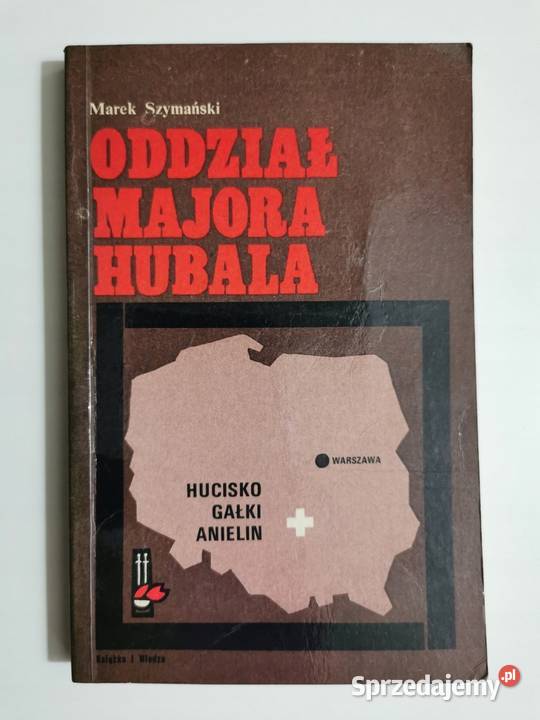 Marek Szymański
ODDZIAŁ
MAJORA
HUBALA
WARSZAWA
HUCISKO
GAŁKI
ANIELIN
Książka i Wiedza
Sprzedajemy.pl